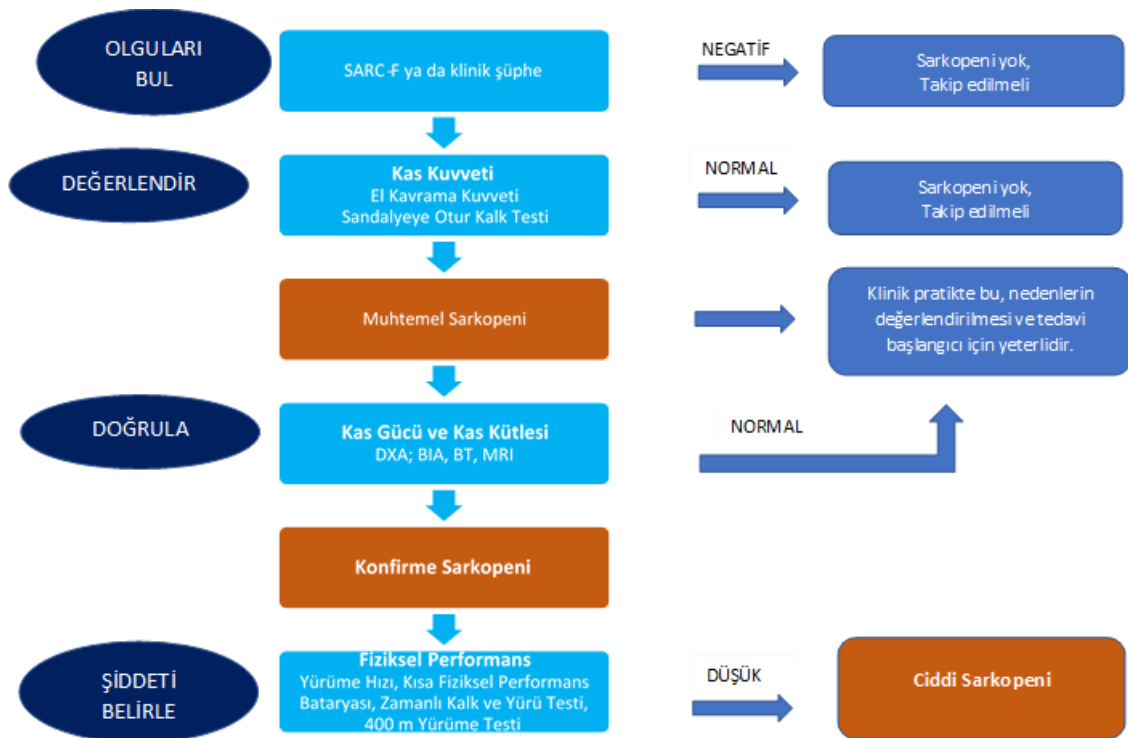 OLGULARI
BUL
SARC-F ya da klinik şüphe
NEGATİF
Sarkopeni yok,
Takip edilmeli
DEĞERLENDİR
Kas Kuvveti
El Kavrama Kuvveti
Sandalyeye Otur Kalk Testi
NORMAL
Sarkopeni yok,
Takip edilmeli
Muhtemel Sarkopeni
Klinik pratikte bu, nedenlerin
değerlendirilmesi ve tedavi
başlangıcı için yeterlidir.
DOĞRULA
Kas Gücü ve Kas Kütlesi
DXA; BIA, BT, MRI
NORMAL
Konfirme Sarkopeni
ŞİDDETİ
BELİRLE
Fiziksel Performans
Yürüme Hızı, Kısa Fiziksel Performans
Bataryası, Zamanlı Kalk ve Yürü Testi,
400 m Yürüme Testi
DÜŞÜK
Ciddi Sarkopeni